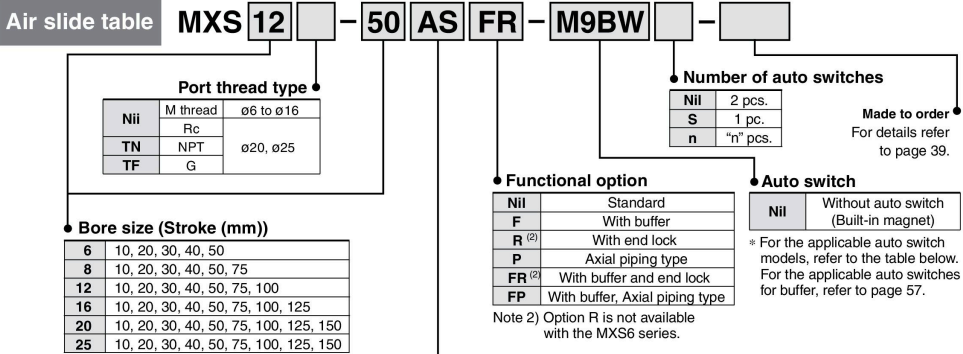 Air slide table
MXS 12 – 50 AS FR – M9BW –
Port thread type
Nii M thread ø6 to ø16
Rc ø20, ø25
TN NPT
TF G
Number of auto switches
Nil 2 pcs.
S 1 pc.
n "n" pcs.
Made to order
For details refer
to page 39.
Bore size (Stroke (mm))
6 10, 20, 30, 40, 50
8 10, 20, 30, 40, 50, 75
12 10, 20, 30, 40, 50, 75, 100
16 10, 20, 30, 40, 50, 75, 100, 125
20 10, 20, 30, 40, 50, 75, 100, 125, 150
25 10, 20, 30, 40, 50, 75, 100, 125, 150
Functional option
Nil Standard
F With buffer
R (2) With end lock
P Axial piping type
FR (2) With buffer and end lock
FP With buffer, Axial piping type
Note 2) Option R is not available
with the MXS6 series.
Auto switch
Nil Without auto switch
(Built-in magnet)
* For the applicable auto switch
models, refer to the table below.
For the applicable auto switches
for buffer, refer to page 57.